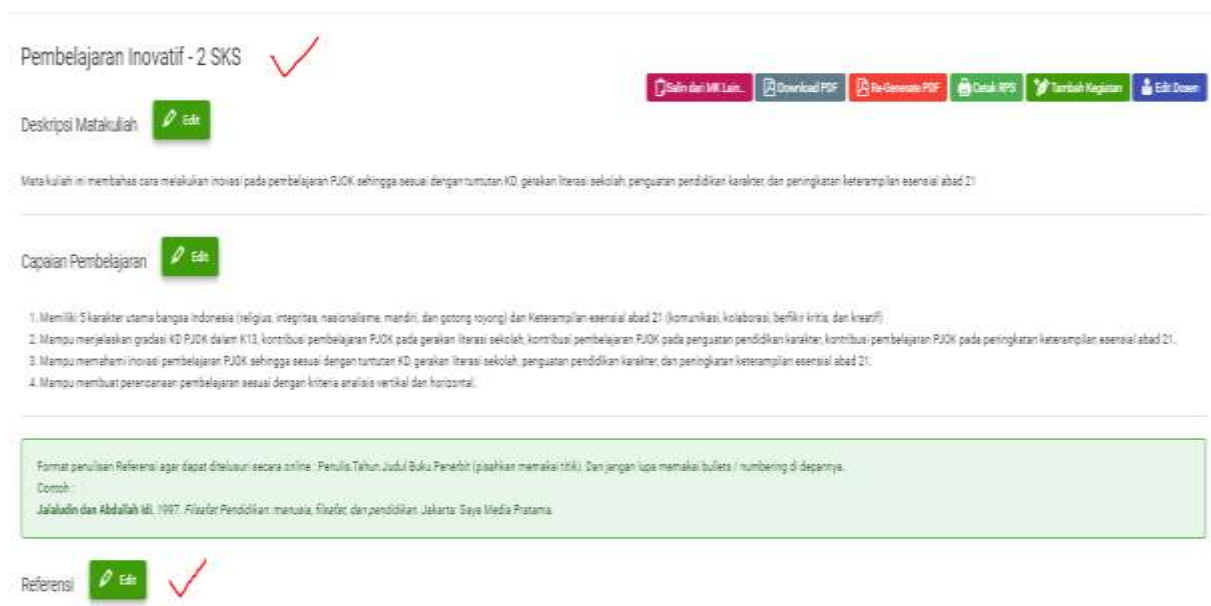 Pembelajaran Inovatif - 2 SKS
Salin dari MK Lain.. Download PDF Re-Generate PDF Cetak RPS Tambah Kegiatan Edit Dosen
Deskripsi Matakuliah Edit
Mata kuliah ini membahas cara melakukan inovasi pada pembelajaran PJOK sehingga sesuai dengan tuntutan KD, gerakan literasi sekolah, penguatan pendidikan karakter, dan peningkatan keterampilan esensial abad 21
Capaian Pembelajaran Edit
1. Memiliki 5 karakter utama bangsa Indonesia (religius, integritas, nasionalisme, mandiri, dan gotong royong) dan Keterampilan esensial abad 21 (komunikasi, kolaborasi, berfikir kritis, dan kreatif)
2. Mampu menjelaskan gradasi KD PJOK dalam K13, kontribusi pembelajaran PJOK pada gerakan literasi sekolah, kontribusi pembelajaran PJOK pada penguatan pendidikan karakter, kontribusi pembelajaran PJOK pada peningkatan keterampilan esensial abad 21.
3. Mampu memahami inovasi pembelajaran PJOK sehingga sesuai dengan tuntutan KD, gerakan literasi sekolah, penguatan pendidikan karakter, dan peningkatan keterampilan esensial abad 21.
4. Mampu membuat perencanaan pembelajaran sesuai dengan kriteria analisis vertikal dan horizontal.
Format penulisan Referensi agar dapat ditelusuri secara online : Penulis.Tahun.Judul Buku.Penerbit (pisahkan memakai titik). Dan jangan lupa memakai bullets / numbering di depannya.
Contoh :
Jalaludin dan Abdullah Idi. 1997. Filsafat Pendidikan: manusia, filsafat, dan pendidikan. Jakarta: Gaya Media Pratama.
Referensi Edit